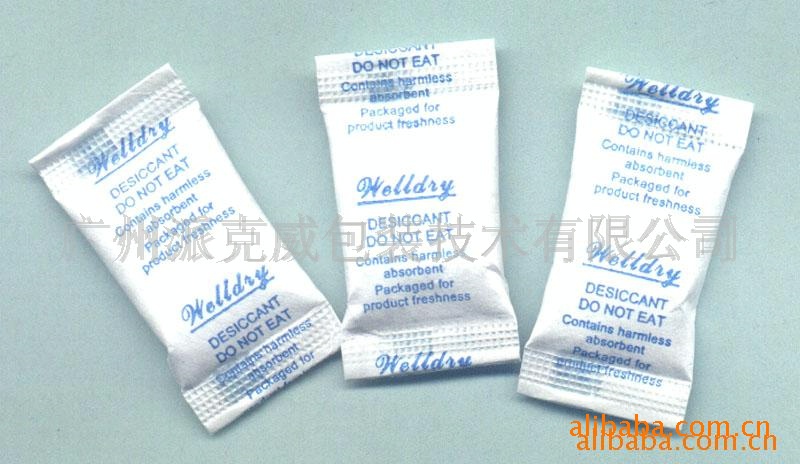 Welldry
DESICCANT
DO NOT EAT
Contains harmless
absorbent
Packaged for
product freshness
Welldry
DESICCANT
DO NOT EAT
Contains harmless
absorbent
Packaged for
DESICCANT
DO NOT EAT
Contains harmless
absorbent
Packaged for
product freshness
Welldry
DESICCANT
DO NOT EAT
Contains harmless
absorbent
Packaged for
product freshness
Welldry
Welldry
DESICCANT
DO NOT EAT
Contains harmless
absorbent
Packaged for
product freshness
Welldry
DESICCANT
DO NOT EAT
Contains harmless
absorbent
Packaged for
product freshness
广州派克威包装技术有限公司
alibaba.com.cn
alibaba.com.cn